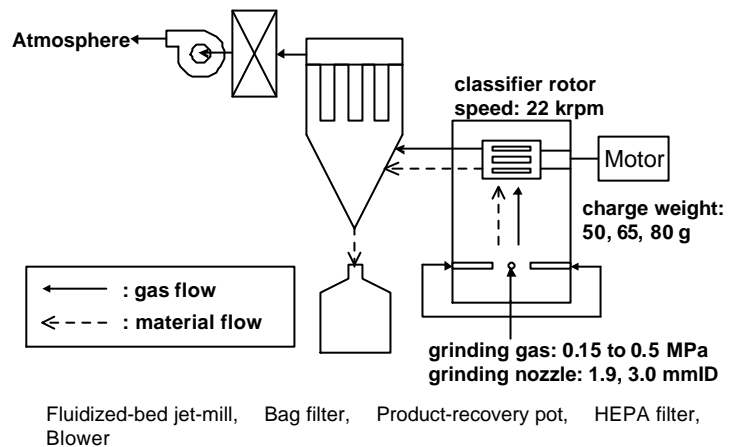 Atmosphere
classifier rotor
speed: 22 krpm
Motor
charge weight:
50, 65, 80 g
: gas flow
: material flow
grinding gas: 0.15 to 0.5 MPa
grinding nozzle: 1.9, 3.0 mmID
Fluidized-bed jet-mill, Bag filter, Product-recovery pot, HEPA filter,
Blower